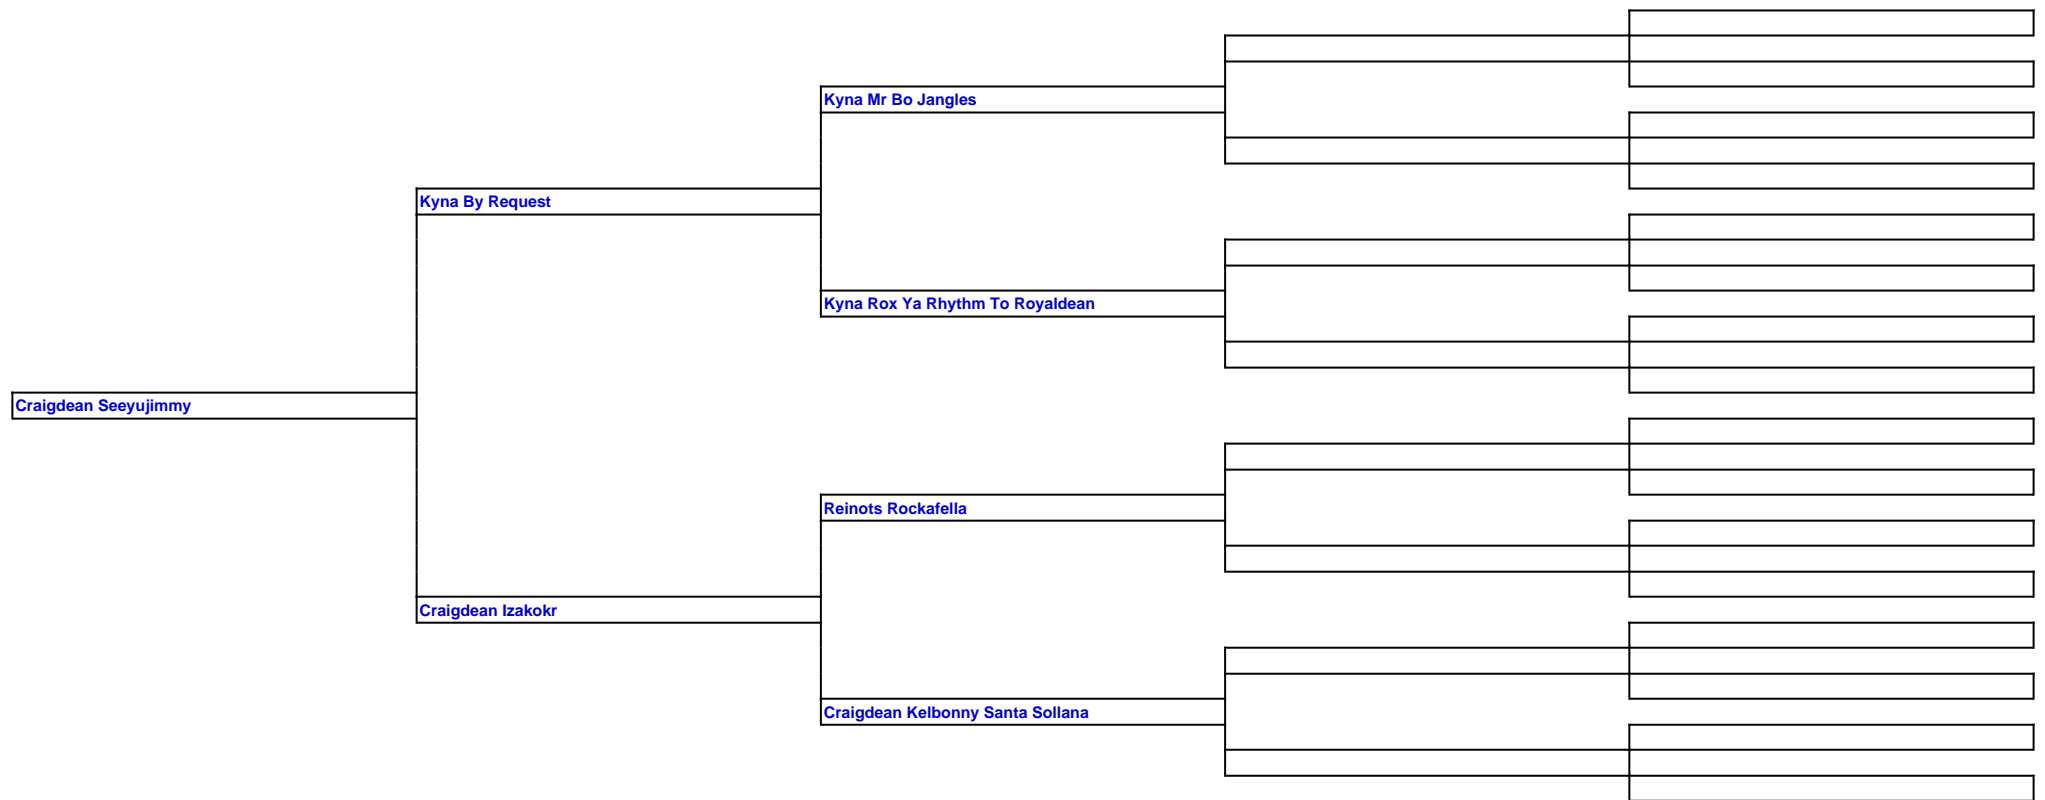 Kyna Mr Bo Jangles
Kyna By Request
Kyna Rox Ya Rhythm To Royaldean
Craigdean Seeyujimmy
Reinots Rockafella
Craigdean Izakokr
Craigdean Kelbonny Santa Sollana